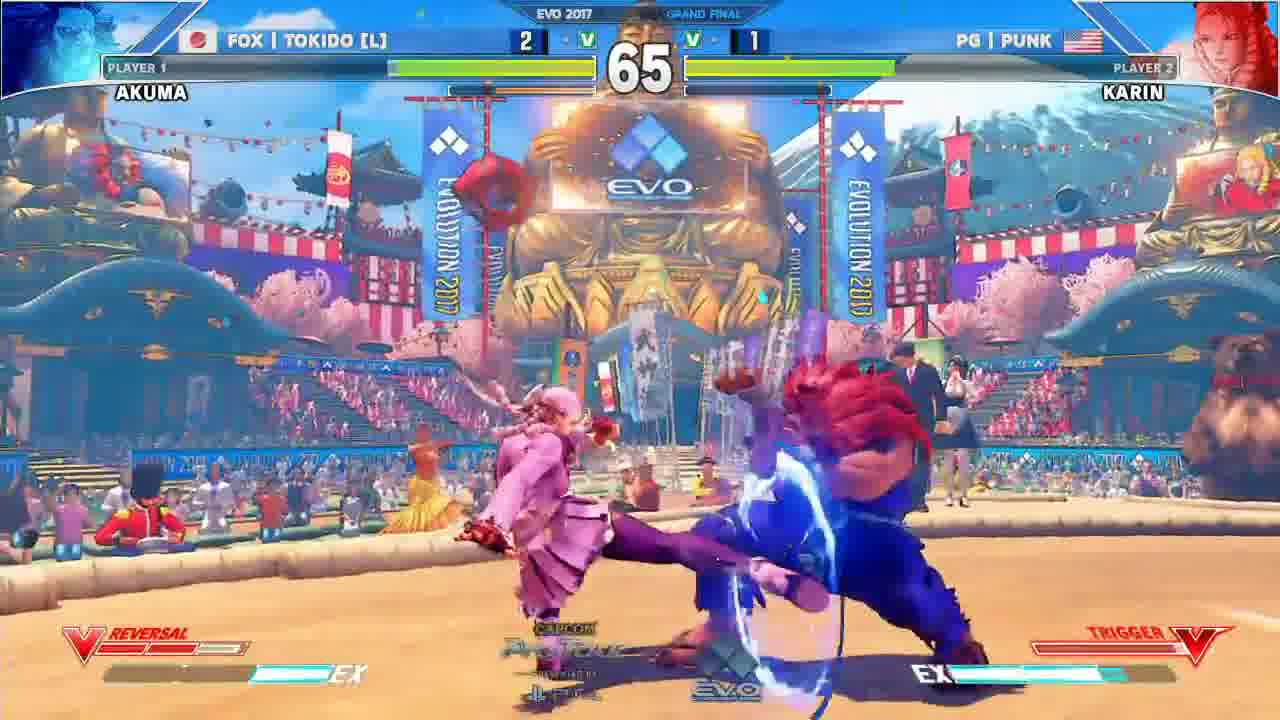 EVO 2017 GRAND FINAL
FOX | TOKIDO [L] 2 V 65 V 1 PG | PUNK
PLAYER 1 PLAYER 2
AKUMA KARIN
EVO
EVOLUTION 2017
EVOLUTION 2017
REVERSAL TRIGGER
EX EX
CAPCOM
EVO